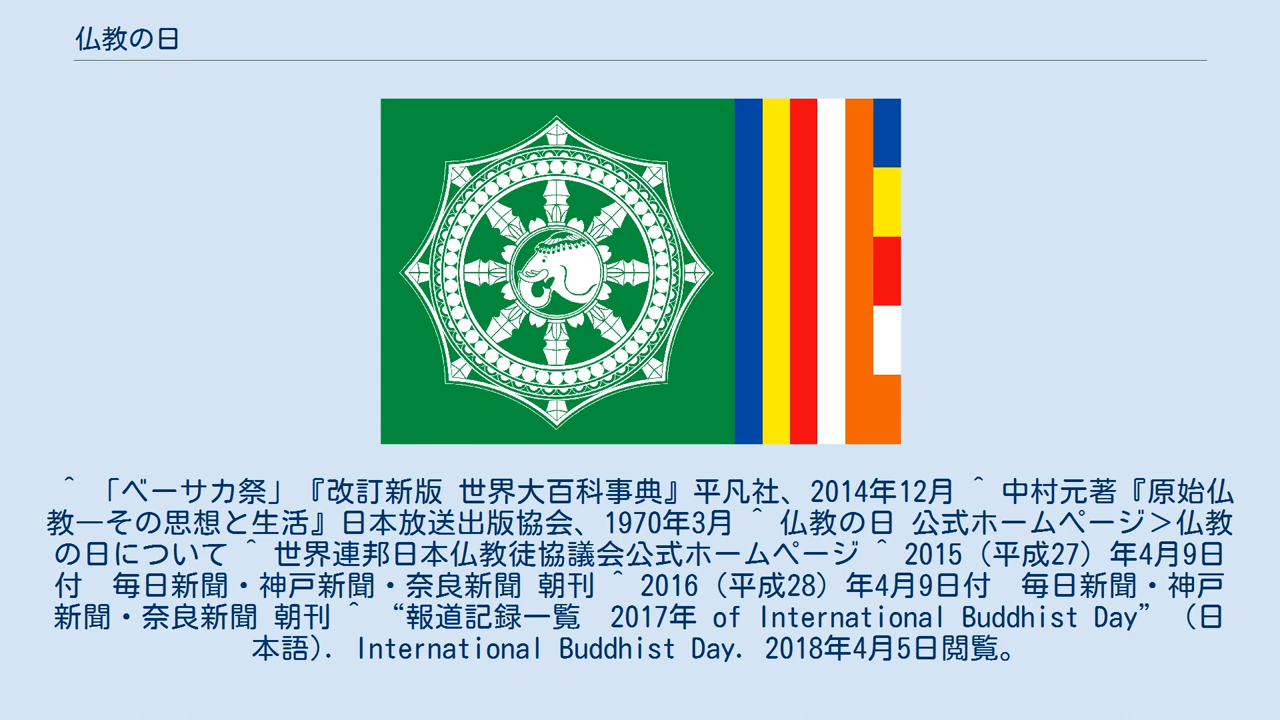 仏教の日
^ 「ベーサカ祭」『改訂新版 世界大百科事典』平凡社、2014年12月 ^ 中村元著『原始仏
教―その思想と生活』日本放送出版協会、1970年3月 ^ 仏教の日 公式ホームページ＞仏教
の日について ^ 世界連邦日本仏教徒協議会公式ホームページ ^ 2015（平成27）年4月9日
付　毎日新聞・神戸新聞・奈良新聞 朝刊 ^ 2016（平成28）年4月9日付　毎日新聞・神戸
新聞・奈良新聞 朝刊 ^ “報道記録一覧　2017年 of International Buddhist Day” （日
本語）. International Buddhist Day. 2018年4月5日閲覧。